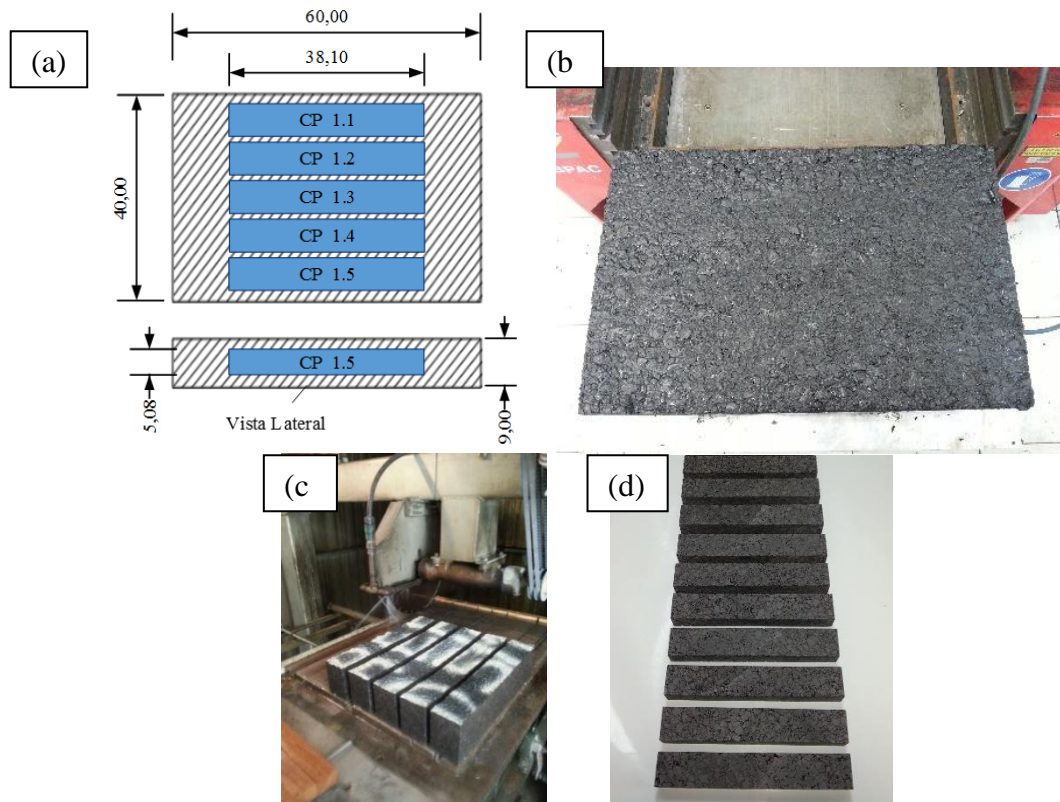 (a)
60,00
38,10
40,00
CP 1.1
CP 1.2
CP 1.3
CP 1.4
CP 1.5
CP 1.5
5,08
9,00
Vista Lateral
(b
(c
(d)